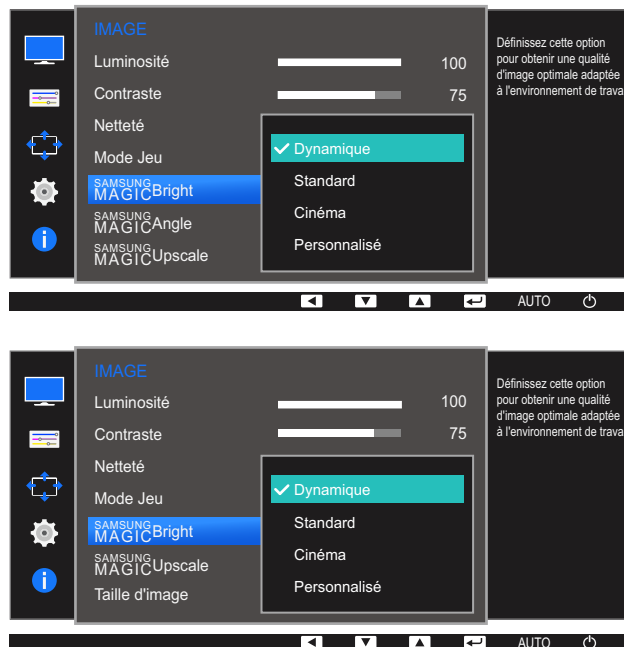 IMAGE
Luminosité 100
Contraste 75
Netteté
Mode Jeu
SAMSUNG
MAGICBright
SAMSUNG
MAGICAngle
SAMSUNG
MAGICUpscale
Dynamique
Standard
Cinéma
Personnalisé
Définissez cette option
pour obtenir une qualité
d'image optimale adaptée
à l'environnement de trava
AUTO
IMAGE
Luminosité 100
Contraste 75
Netteté
Mode Jeu
SAMSUNG
MAGICBright
SAMSUNG
MAGICUpscale
Taille d'image
Dynamique
Standard
Cinéma
Personnalisé
Définissez cette option
pour obtenir une qualité
d'image optimale adaptée
à l'environnement de trava
AUTO